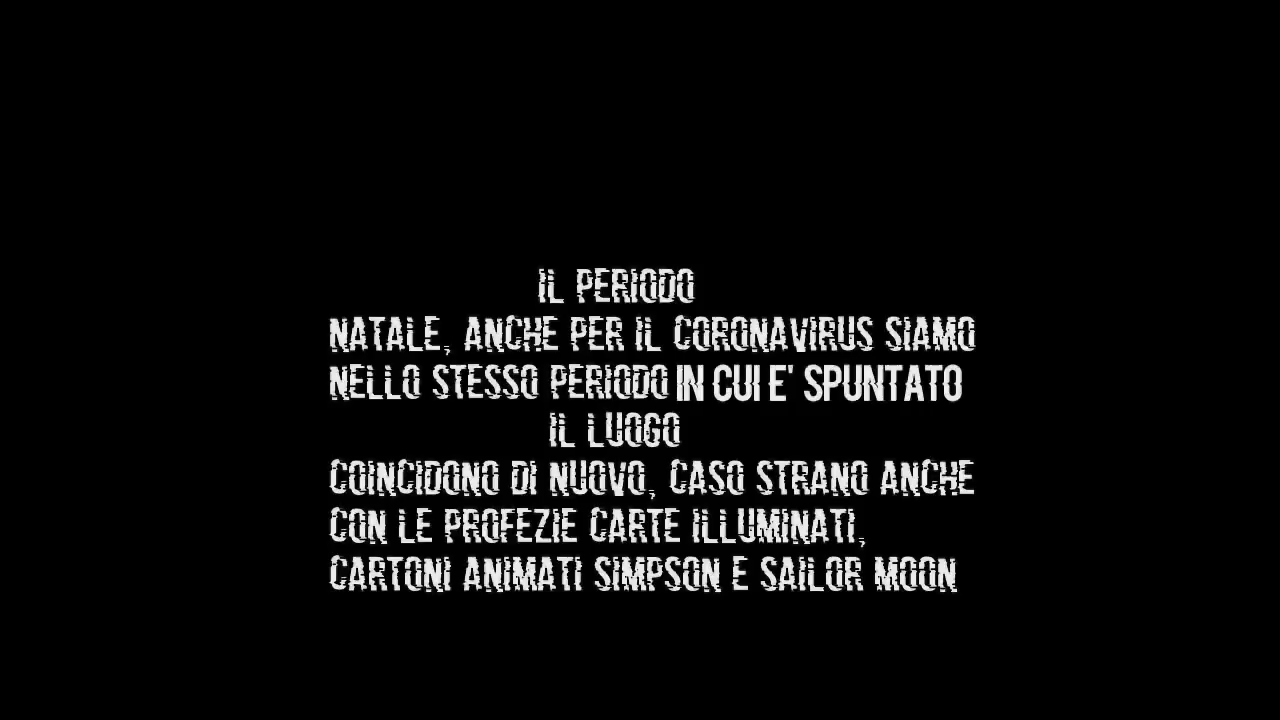 IL PERIODO
NATALE, ANCHE PER IL CORONAVIRUS SIAMO
NELLO STESSO PERIODO IN CUI E' SPUNTATO
IL LUOGO
COINCIDONO DI NUOVO, CASO STRANO ANCHE
CON LE PROFEZIE CARTE ILLUMINATI,
CARTONI ANIMATI SIMPSON E SAILOR MOON